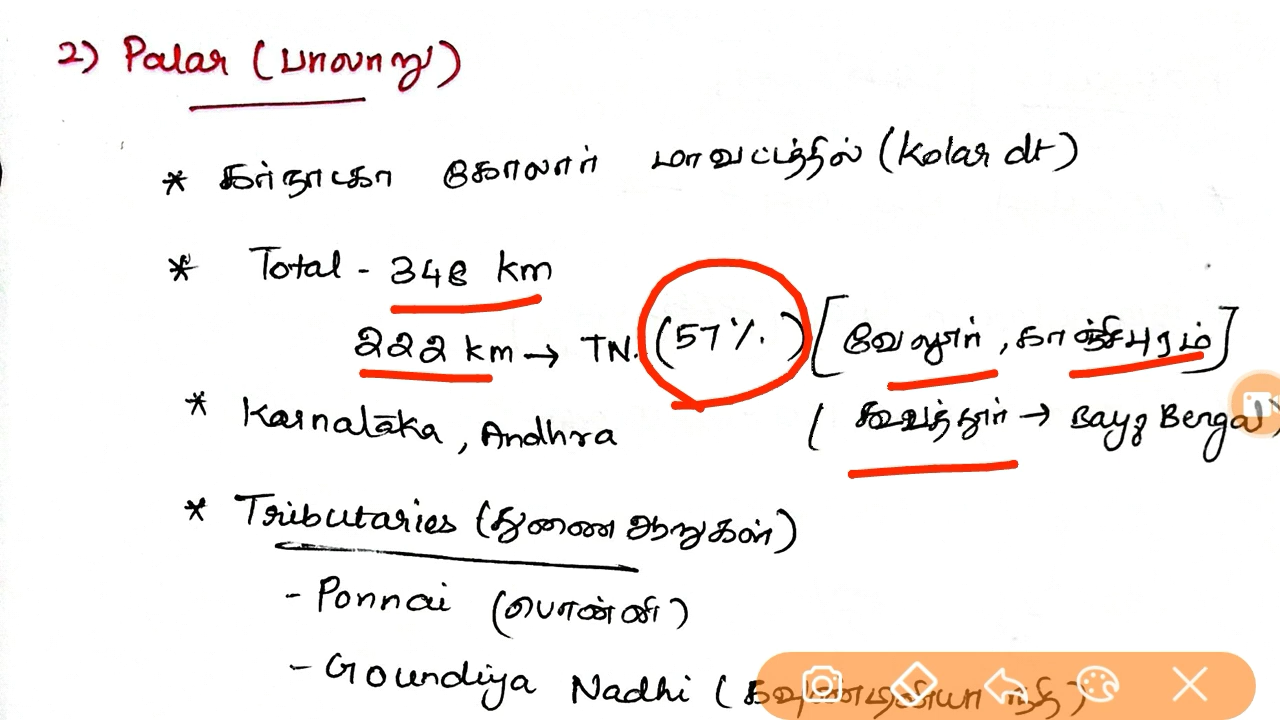 2) Palar (பாலாறு)
* கர்நாடகா கோலார் மாவட்டத்தில் (Kolar dt)
* Total - 348 km
222 km → TN. (57%.) [வேலூர், காஞ்சிபுரம்]
* Karnataka, Andhra
( கூவத்தூர் → Bay of Bengal)
* Tributaries (துணை ஆறுகள்)
- Ponnai (பொன்னி)
- Goundiya Nadhi ( நதி )